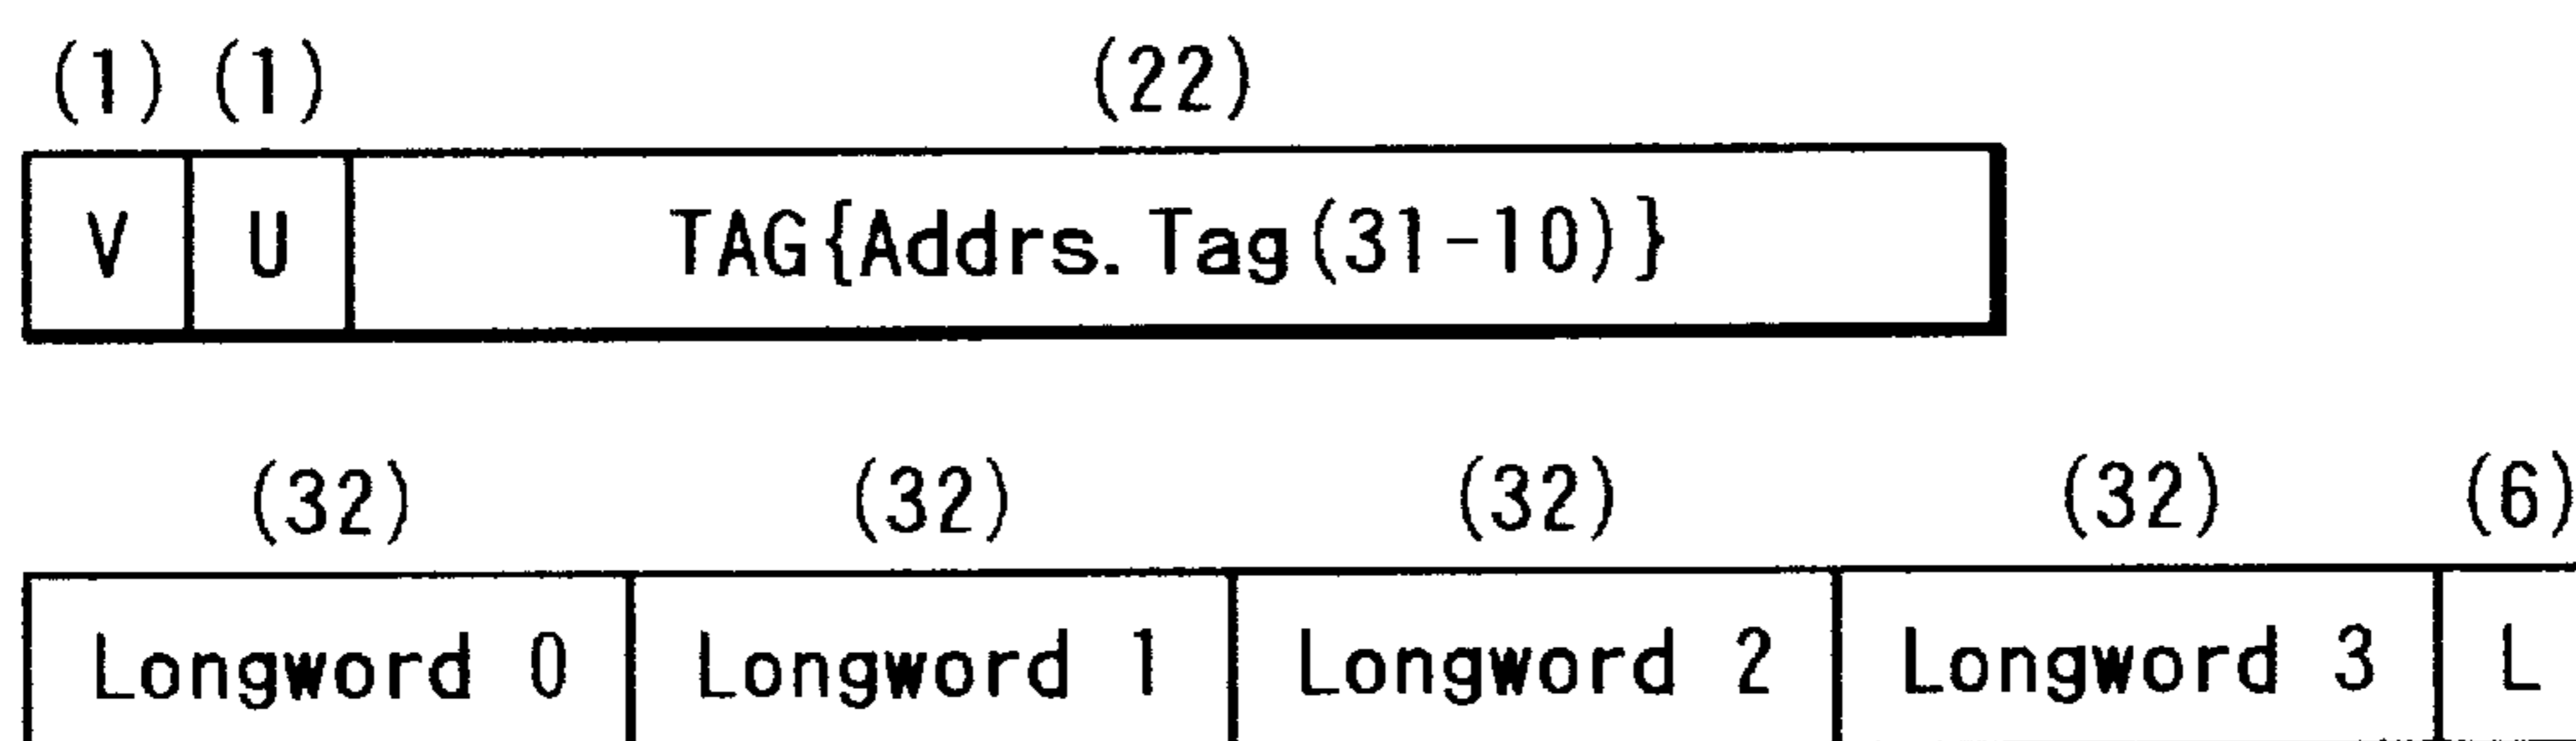 (1) (1) (22)
V U TAG{Addrs.Tag(31-10)}
(32) (32) (32) (32) (6)
Longword 0 Longword 1 Longword 2 Longword 3 L